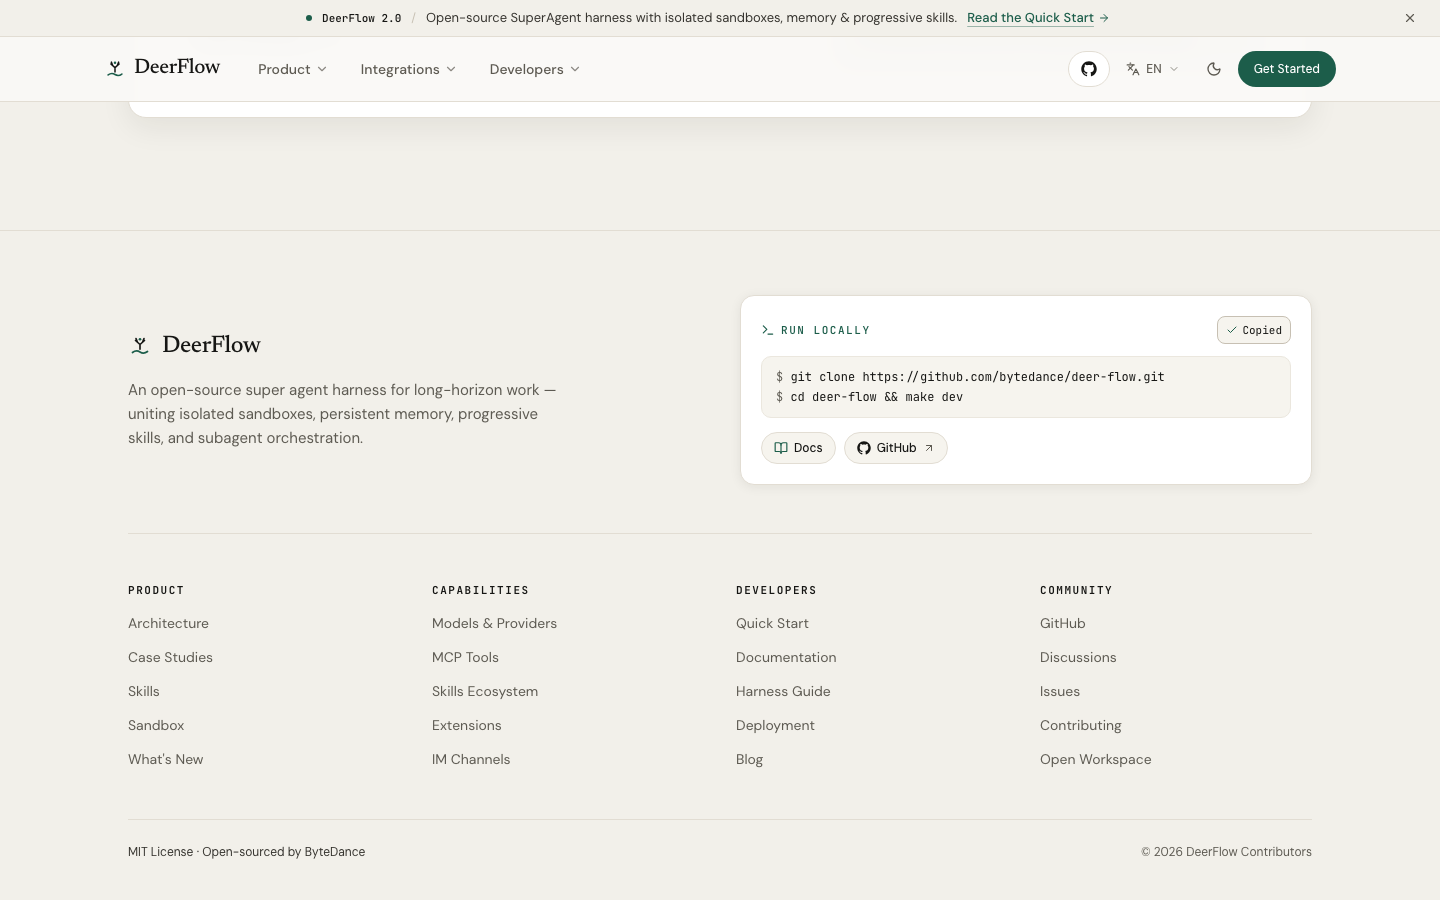 DeerFlow 2.0 / Open-source SuperAgent harness with isolated sandboxes, memory & progressive skills. Read the Quick Start →
DeerFlow Product Integrations Developers EN Get Started
RUN LOCALLY Copied
$ git clone https://github.com/bytedance/deer-flow.git
$ cd deer-flow && make dev
Docs GitHub ↗
DeerFlow
An open-source super agent harness for long-horizon work —
uniting isolated sandboxes, persistent memory, progressive
skills, and subagent orchestration.
PRODUCT
Architecture
Case Studies
Skills
Sandbox
What's New
CAPABILITIES
Models & Providers
MCP Tools
Skills Ecosystem
Extensions
IM Channels
DEVELOPERS
Quick Start
Documentation
Harness Guide
Deployment
Blog
COMMUNITY
GitHub
Discussions
Issues
Contributing
Open Workspace
MIT License · Open-sourced by ByteDance
© 2026 DeerFlow Contributors